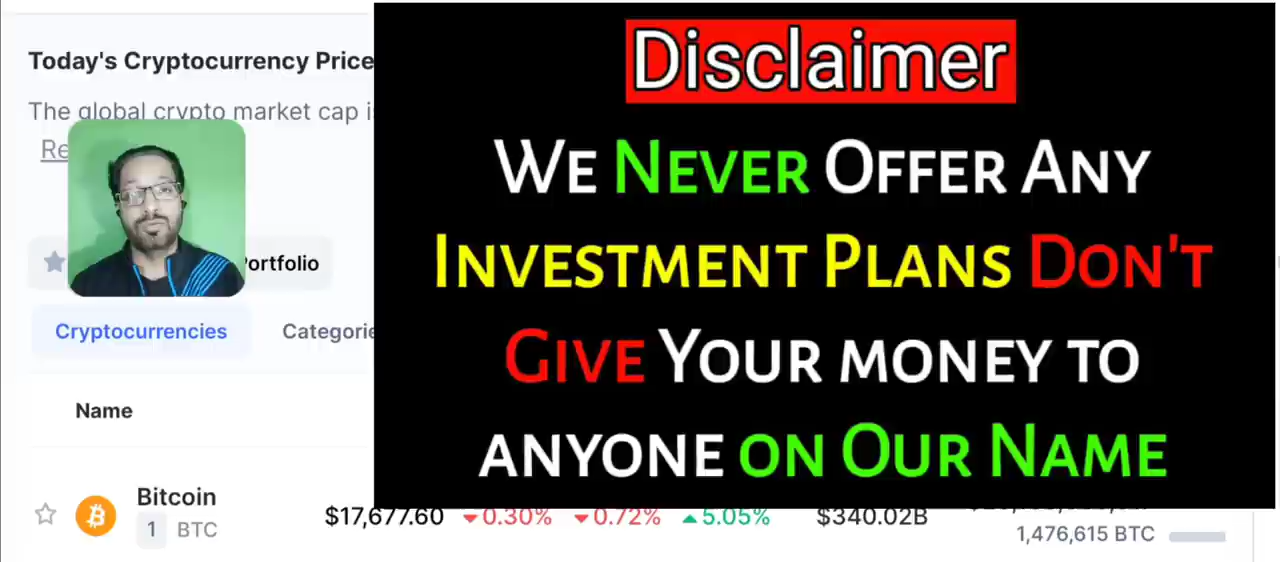 Today's Cryptocurrency Price
The global crypto market cap
Re
Portfolio
Cryptocurrencies
Categorie
Name
Bitcoin
1 BTC
$17,677.60 0.30% 0.72% 5.05% $340.02B
1,476,615 BTC
Disclaimer
WE NEVER OFFER ANY
INVESTMENT PLANS DON'T
GIVE YOUR MONEY TO
ANYONE ON OUR NAME